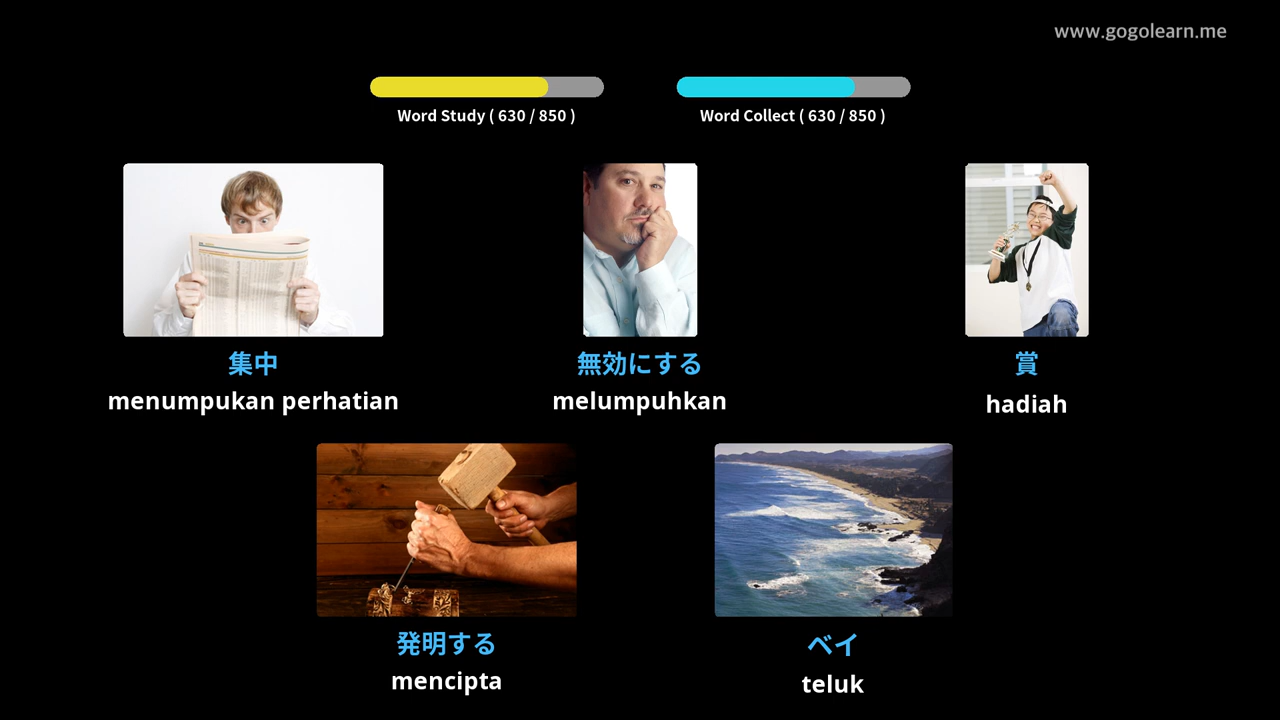 www.gogolearn.me
Word Study ( 630 / 850 )
Word Collect ( 630 / 850 )
集中
menumpukan perhatian
無効にする
melumpuhkan
賞
hadiah
発明する
mencipta
ベイ
teluk